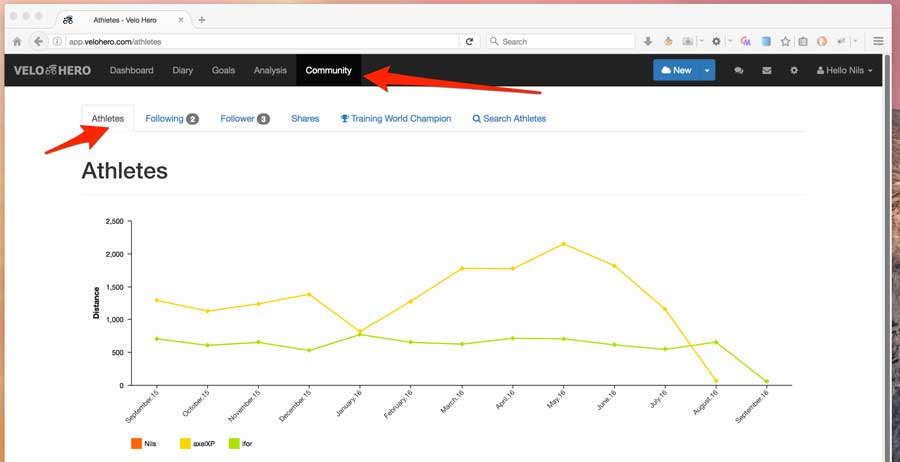 Athletes - Velo Hero
app.velohero.com/athletes
Search
VELO HERO Dashboard Diary Goals Analysis Community New Hello Nils
Athletes Following 2 Follower 3 Shares Training World Champion Search Athletes
Athletes
2,500
2,000
1,500
1,000
500
0
Distance
September.15 October.15 November.15 December.15 January.16 February.16 March.16 April.16 May.16 June.16 July.16 August.16 September.16
Nils axelXP ifor